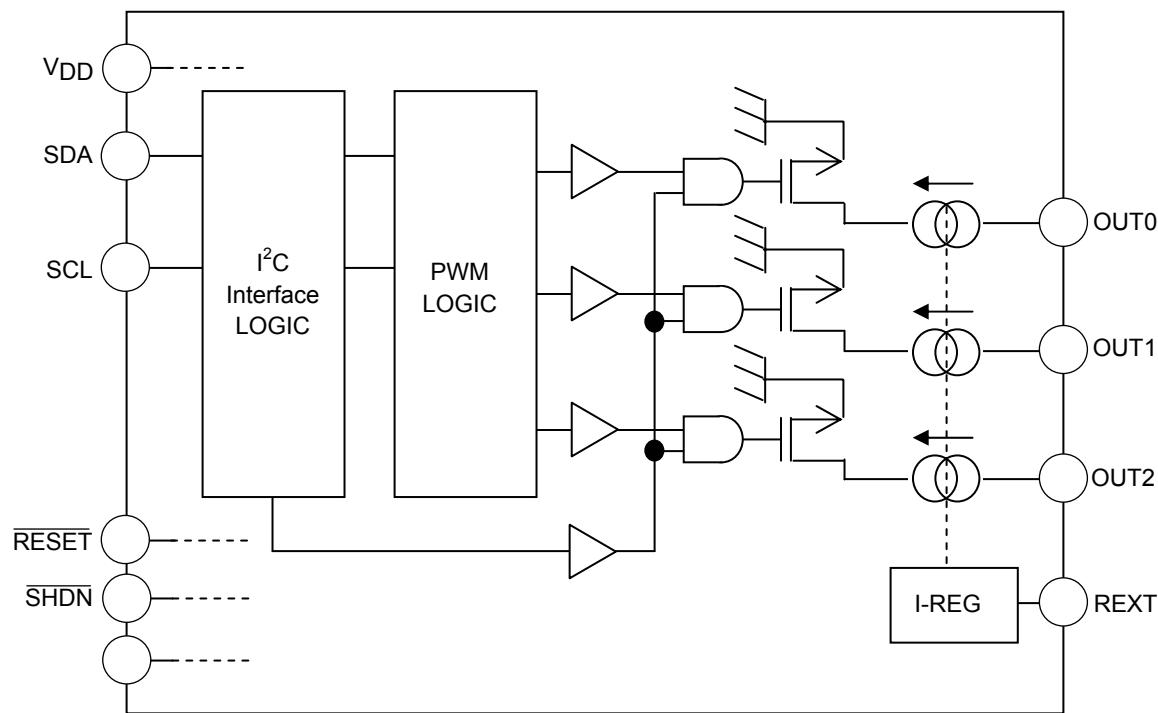 VDD
SDA
SCL
I²C
Interface
LOGIC
PWM
LOGIC
OUT0
OUT1
OUT2
RESET
SHDN
I-REG
REXT